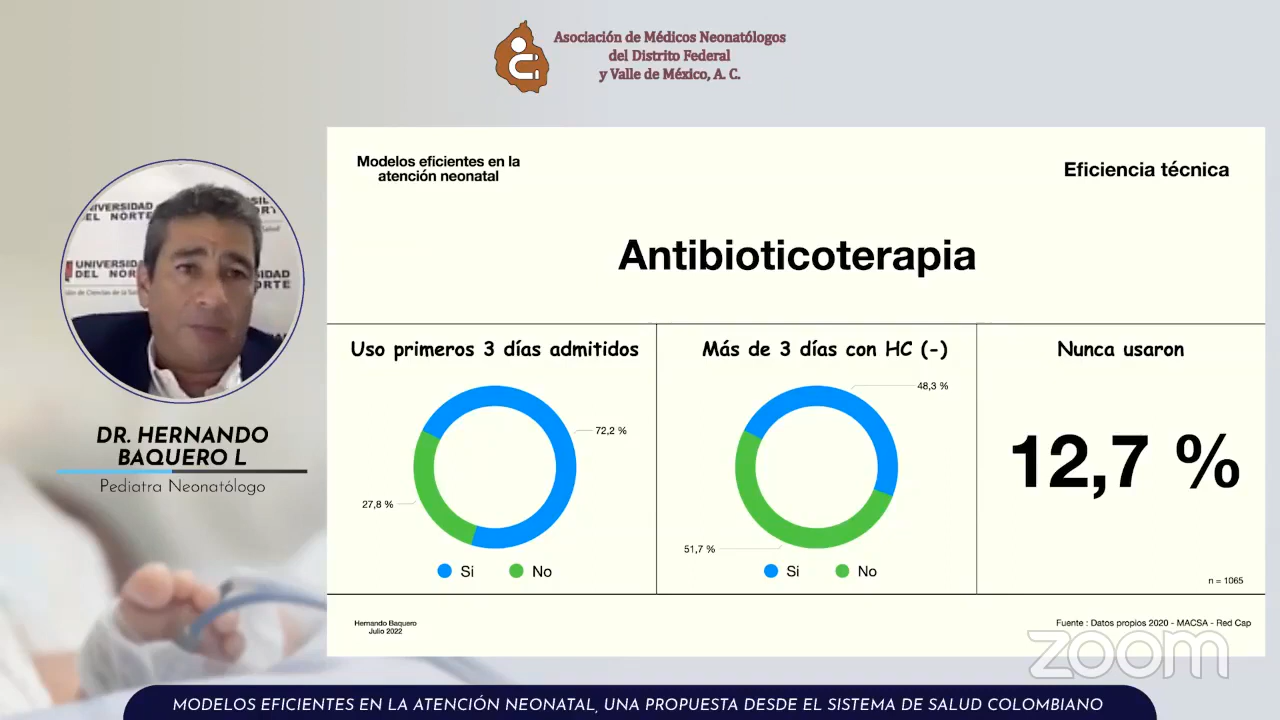 Asociación de Médicos Neonatólogos
del Distrito Federal
y Valle de México, A. C.
Modelos eficientes en la
atención neonatal
Eficiencia técnica
Antibioticoterapia
Uso primeros 3 días admitidos
72,2 %
27,8 %
Si
No
Más de 3 días con HC (-)
48,3 %
51,7 %
Si
No
Nunca usaron
12,7 %
n = 1065
Hernando Baquero
Julio 2022
Fuente : Datos propios 2020 - MACSA - Red Cap
zoom
UNIVERSIDAD
DEL NORTE
DR. HERNANDO
BAQUERO L
Pediatra Neonatólogo
MODELOS EFICIENTES EN LA ATENCIÓN NEONATAL, UNA PROPUESTA DESDE EL SISTEMA DE SALUD COLOMBIANO